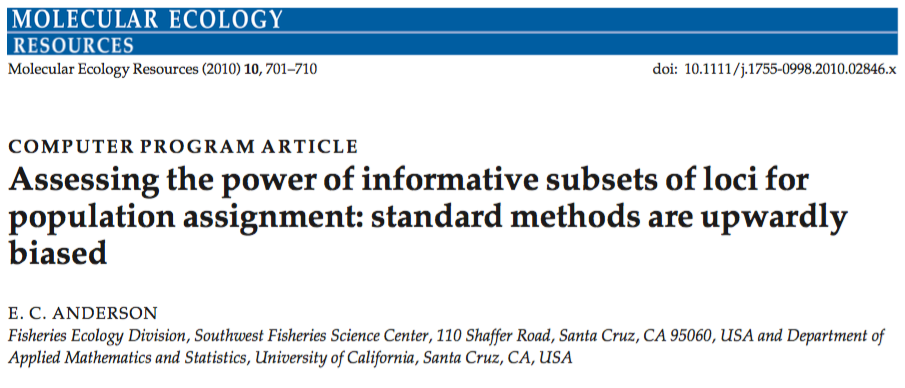 MOLECULAR ECOLOGY
RESOURCES
Molecular Ecology Resources (2010) 10, 701–710
doi: 10.1111/j.1755-0998.2010.02846.x
COMPUTER PROGRAM ARTICLE
Assessing the power of informative subsets of loci for
population assignment: standard methods are upwardly
biased
E. C. ANDERSON
Fisheries Ecology Division, Southwest Fisheries Science Center, 110 Shaffer Road, Santa Cruz, CA 95060, USA and Department of
Applied Mathematics and Statistics, University of California, Santa Cruz, CA, USA